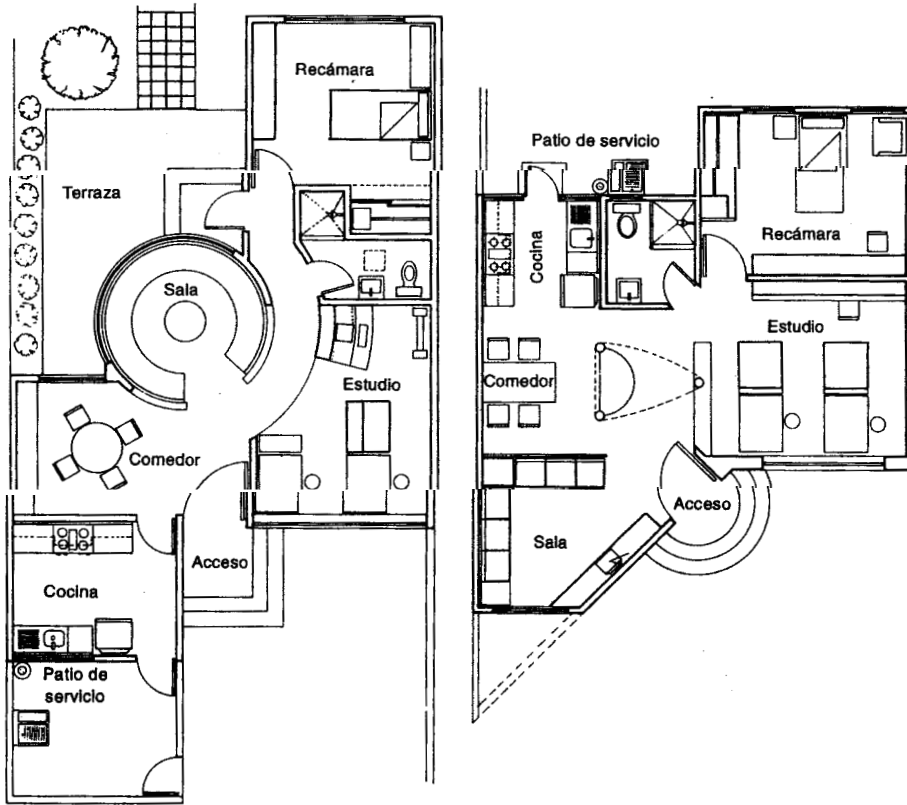 Recámara
Terraza
Sala
Estudio
Comedor
Acceso
Cocina
Patio de
servicio
Patio de servicio
Recámara
Cocina
Estudio
Comedor
Acceso
Sala